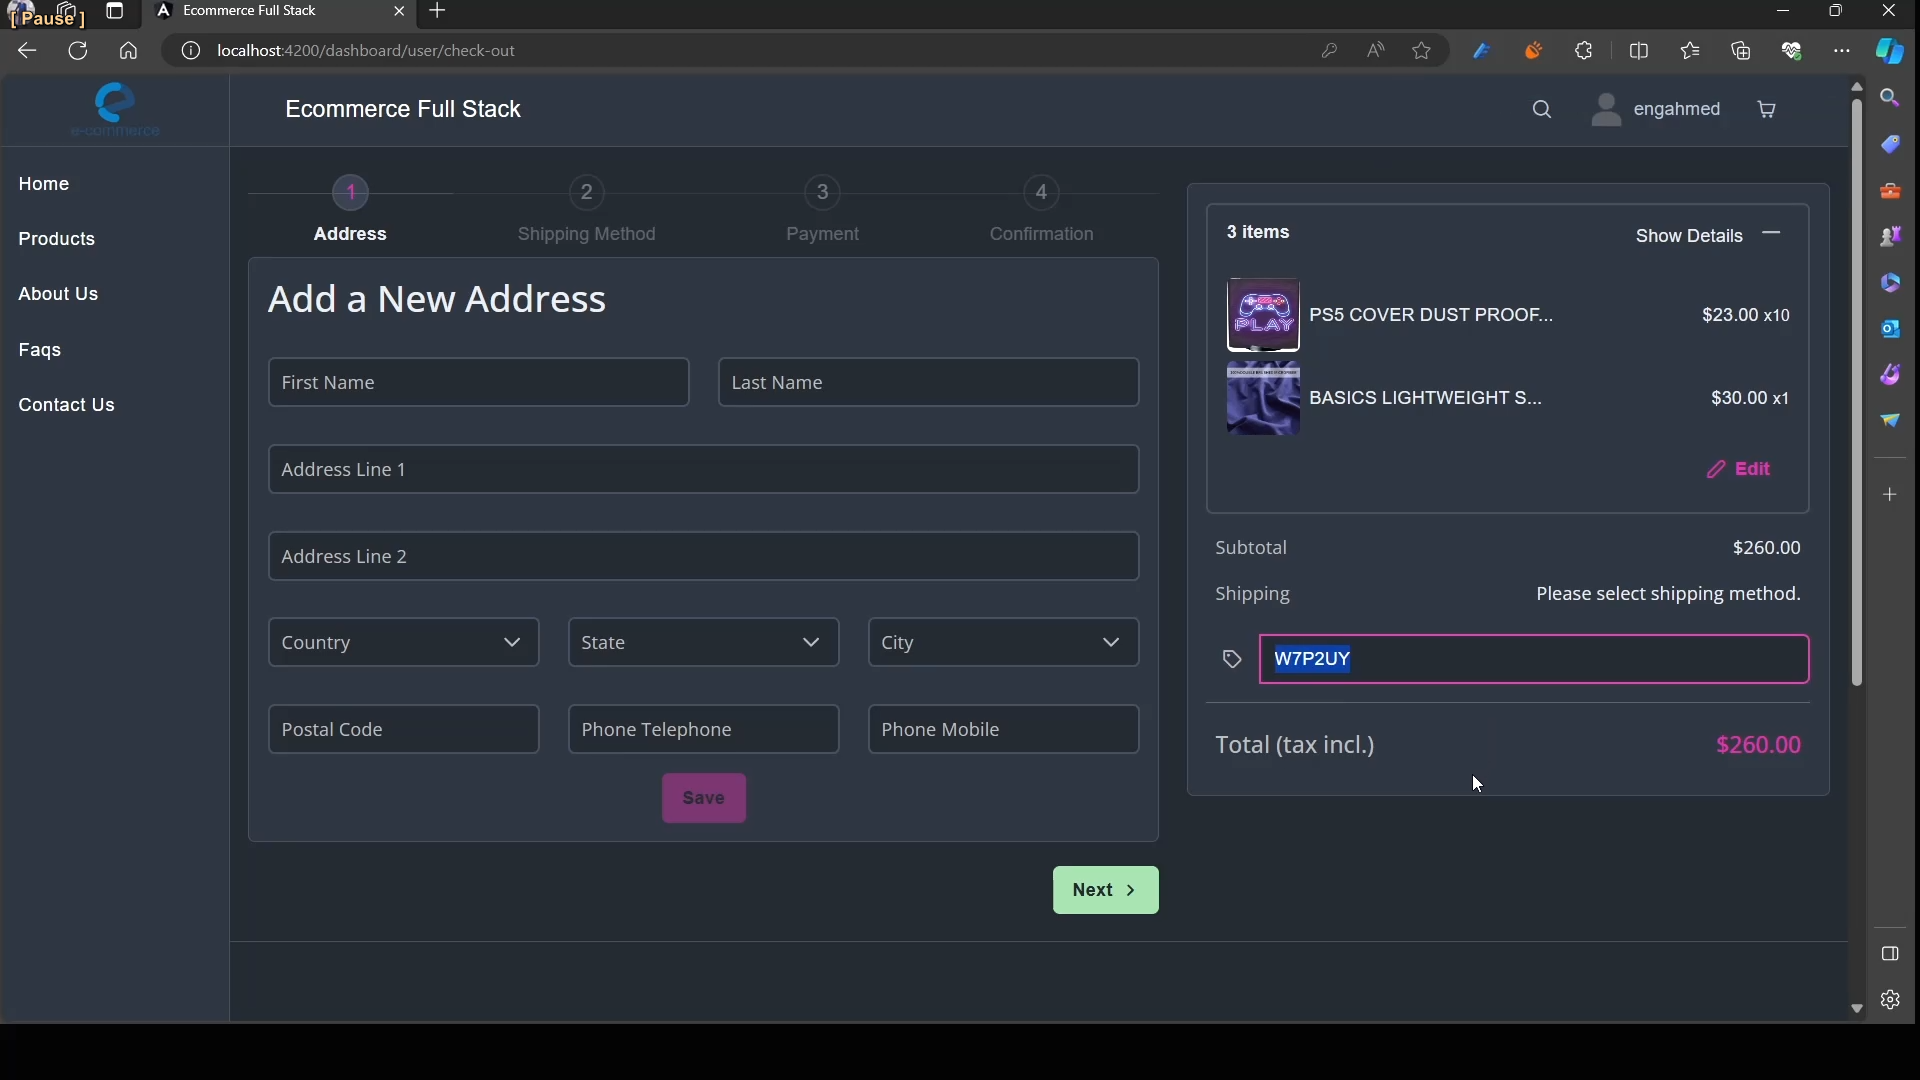 [ Pause ]
Ecommerce Full Stack
localhost:4200/dashboard/user/check-out
e-commerce
Ecommerce Full Stack
engahmed
Home
Products
About Us
Faqs
Contact Us
1
2
3
4
Address
Shipping Method
Payment
Confirmation
Add a New Address
First Name
Last Name
Address Line 1
Address Line 2
Country
State
City
Postal Code
Phone Telephone
Phone Mobile
Save
Next
3 items
Show Details
PLAY
PS5 COVER DUST PROOF...
$23.00 x10
BASICS LIGHTWEIGHT S...
$30.00 x1
Edit
Subtotal
$260.00
Shipping
Please select shipping method.
W7P2UY
Total (tax incl.)
$260.00